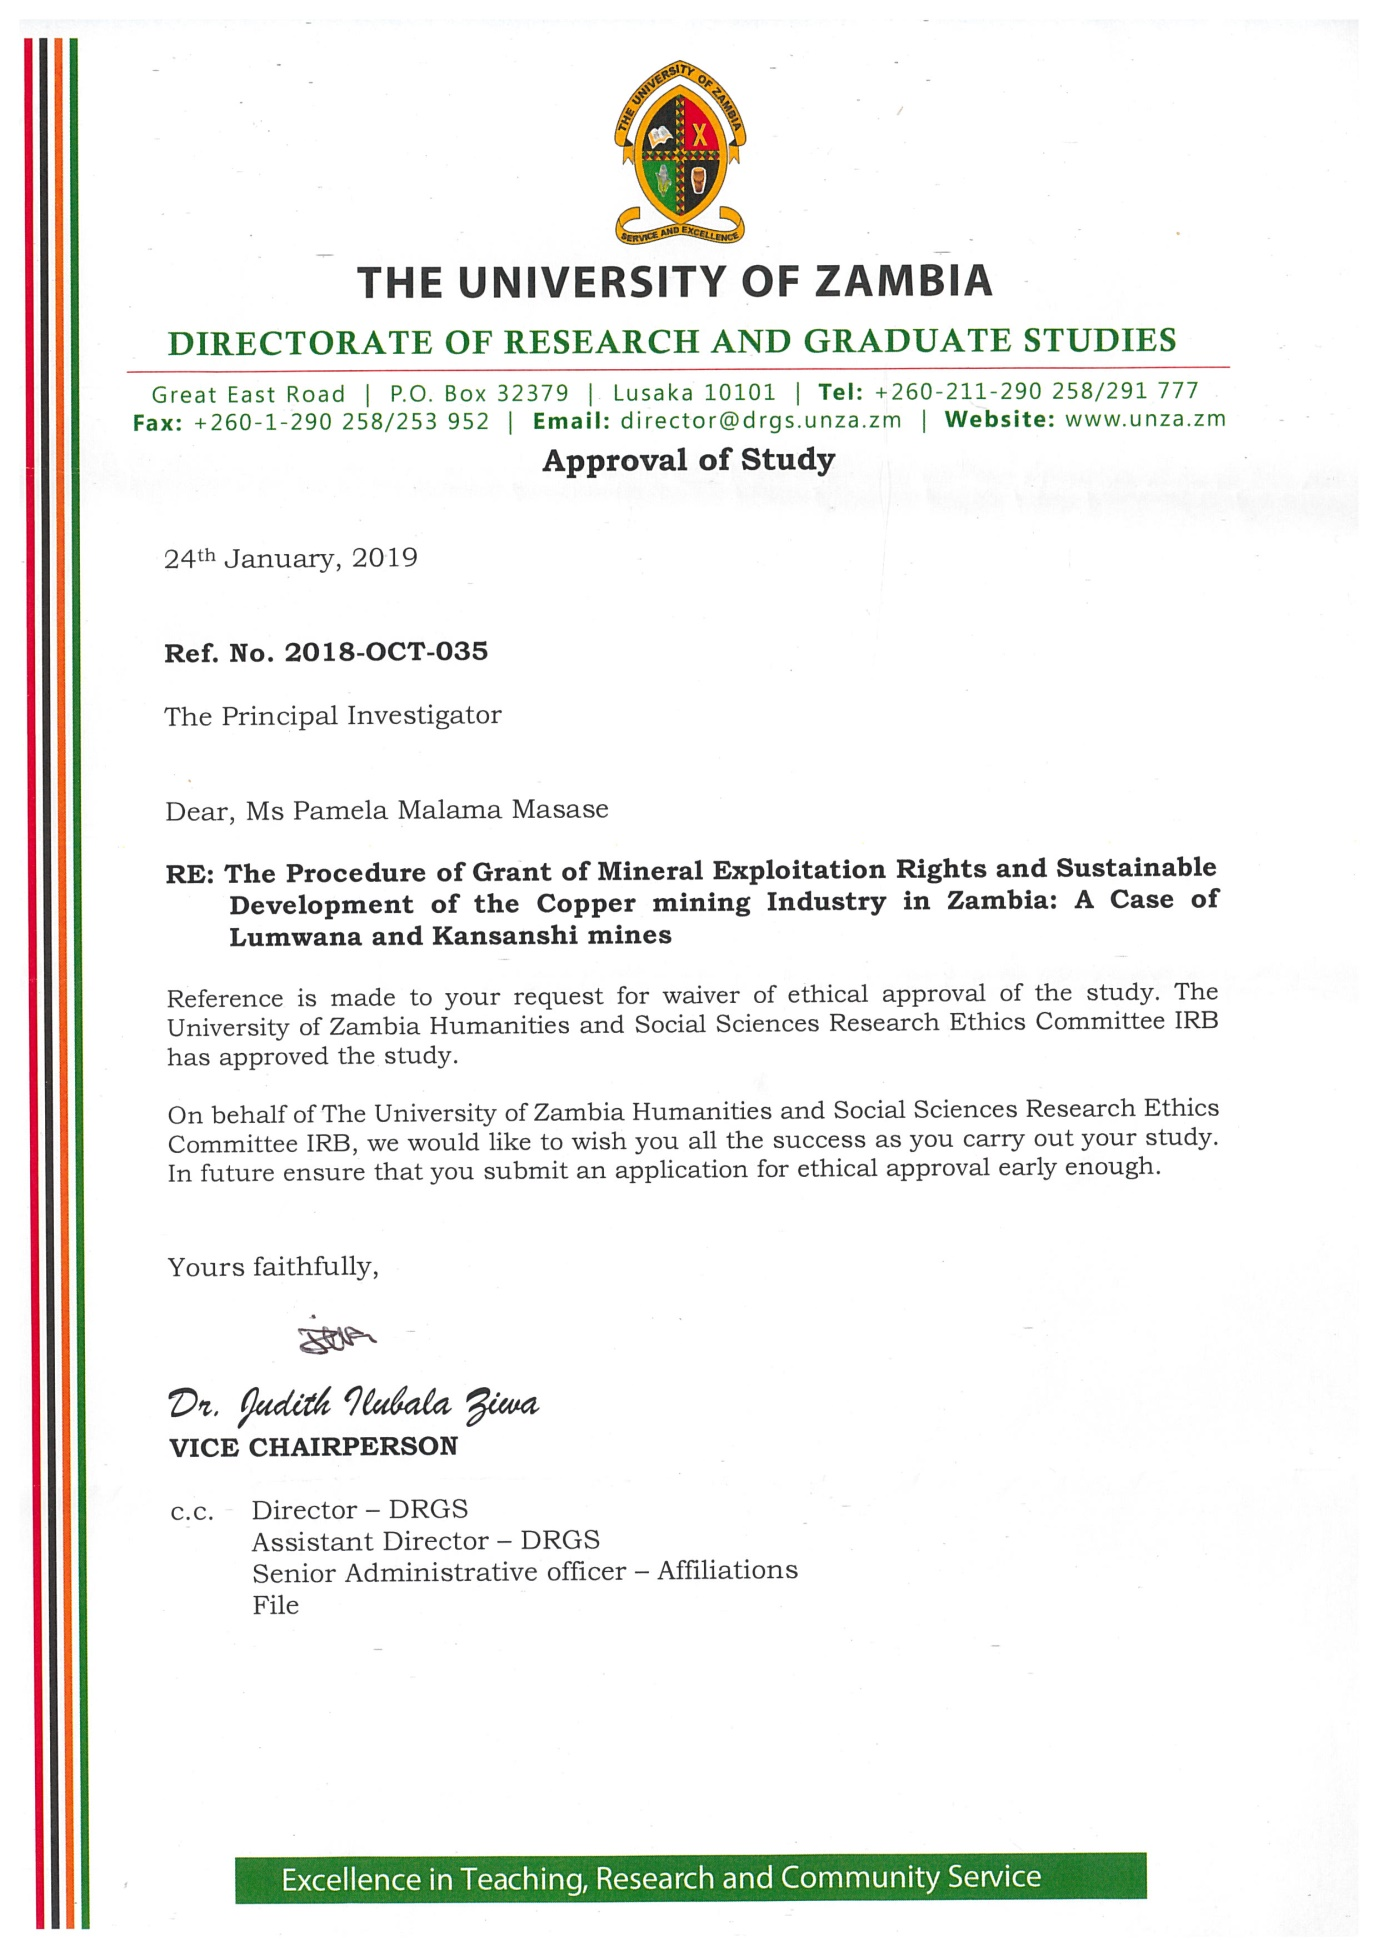 THE UNIVERSITY OF ZAMBIA
SERVICE AND EXCELLENCE
THE UNIVERSITY OF ZAMBIA
DIRECTORATE OF RESEARCH AND GRADUATE STUDIES
Great East Road | P.O. Box 32379 | Lusaka 10101 | Tel: +260-211-290 258/291 777
Fax: +260-1-290 258/253 952 | Email: director@drgs.unza.zm | Website: www.unza.zm
Approval of Study
24th January, 2019
Ref. No. 2018-OCT-035
The Principal Investigator
Dear, Ms Pamela Malama Masase
RE: The Procedure of Grant of Mineral Exploitation Rights and Sustainable
Development of the Copper mining Industry in Zambia: A Case of
Lumwana and Kansanshi mines
Reference is made to your request for waiver of ethical approval of the study. The
University of Zambia Humanities and Social Sciences Research Ethics Committee IRB
has approved the study.
On behalf of The University of Zambia Humanities and Social Sciences Research Ethics
Committee IRB, we would like to wish you all the success as you carry out your study.
In future ensure that you submit an application for ethical approval early enough.
Yours faithfully,
Dr. Judith Ilubala Ziwa
VICE CHAIRPERSON
c.c. Director – DRGS
Assistant Director – DRGS
Senior Administrative officer – Affiliations
File
Excellence in Teaching, Research and Community Service